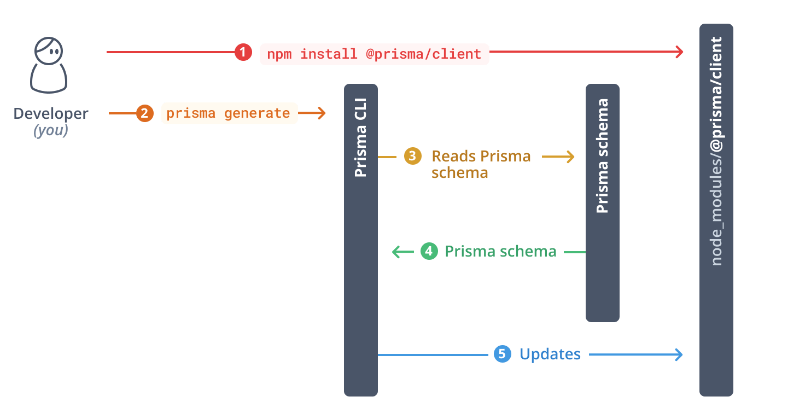 1 npm install @prisma/client
Developer
(you)
2 prisma generate
Prisma CLI
3 Reads Prisma
schema
Prisma schema
4 Prisma schema
5 Updates
node_modules/@prisma/client